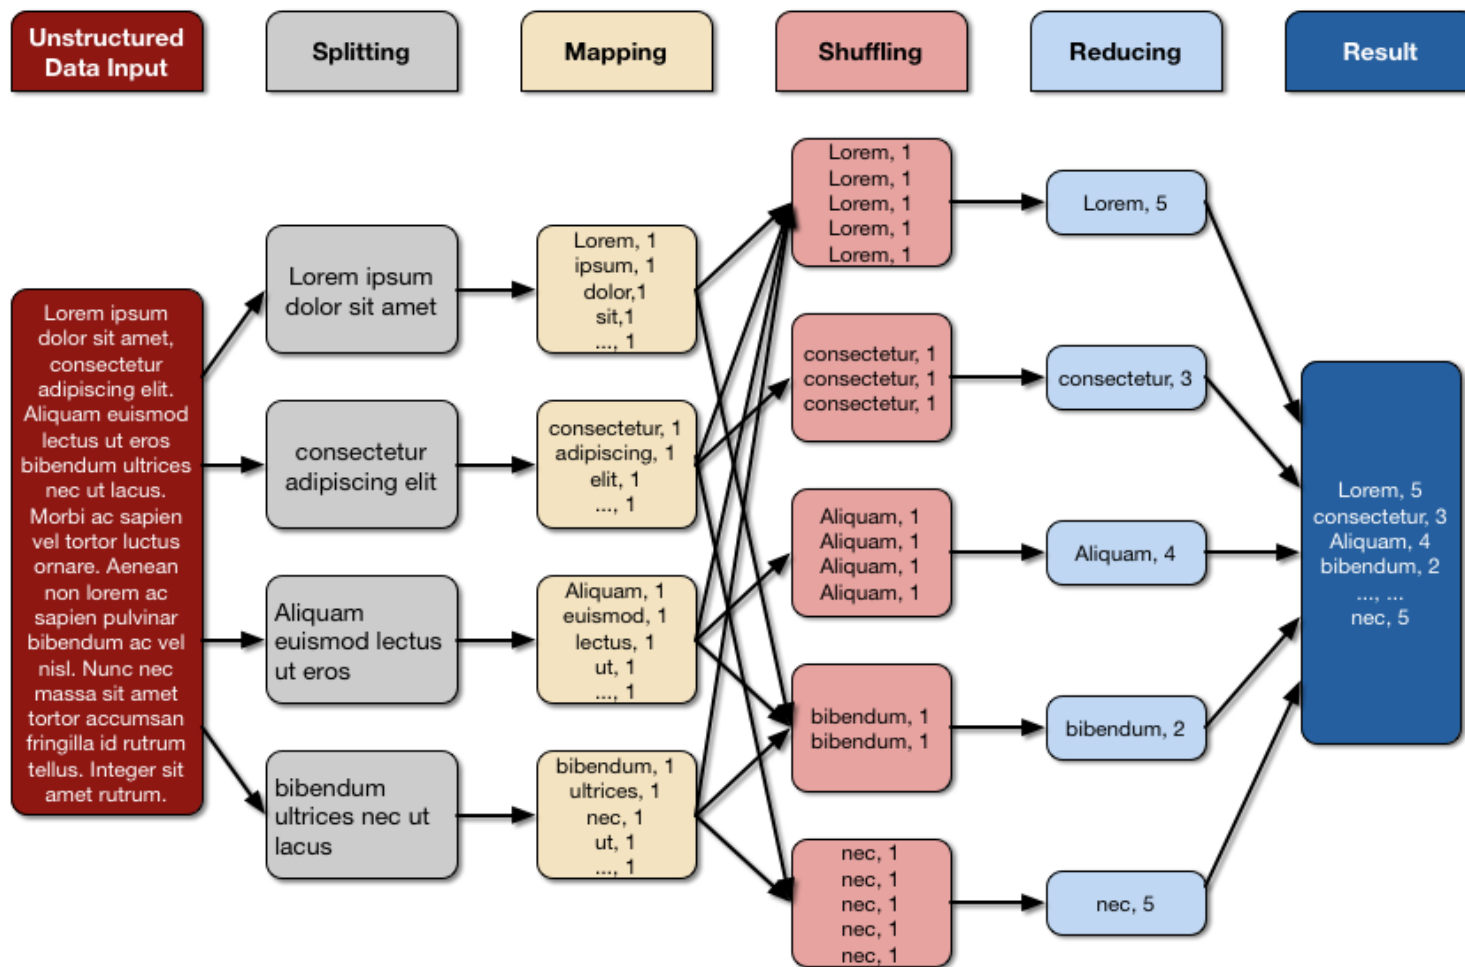 Unstructured
Data Input
Splitting
Mapping
Shuffling
Reducing
Result
Lorem ipsum
dolor sit amet,
consectetur
adipiscing elit.
Aliquam euismod
lectus ut eros
bibendum ultrices
nec ut lacus.
Morbi ac sapien
vel tortor luctus
ornare. Aenean
non lorem ac
sapien pulvinar
bibendum ac vel
nisl. Nunc nec
massa sit amet
tortor accumsan
fringilla id rutrum
tellus. Integer sit
amet rutrum.
Lorem ipsum
dolor sit amet
consectetur
adipiscing elit
Aliquam
euismod lectus
ut eros
bibendum
ultrices nec ut
lacus
Lorem, 1
ipsum, 1
dolor,1
sit,1
..., 1
consectetur, 1
adipiscing, 1
elit, 1
..., 1
Aliquam, 1
euismod, 1
lectus, 1
ut, 1
..., 1
bibendum, 1
ultrices, 1
nec, 1
ut, 1
..., 1
Lorem, 1
Lorem, 1
Lorem, 1
Lorem, 1
Lorem, 1
consectetur, 1
consectetur, 1
consectetur, 1
Aliquam, 1
Aliquam, 1
Aliquam, 1
Aliquam, 1
bibendum, 1
bibendum, 1
nec, 1
nec, 1
nec, 1
nec, 1
nec, 1
Lorem, 5
consectetur, 3
Aliquam, 4
bibendum, 2
nec, 5
Lorem, 5
consectetur, 3
Aliquam, 4
bibendum, 2
..., ...
nec, 5